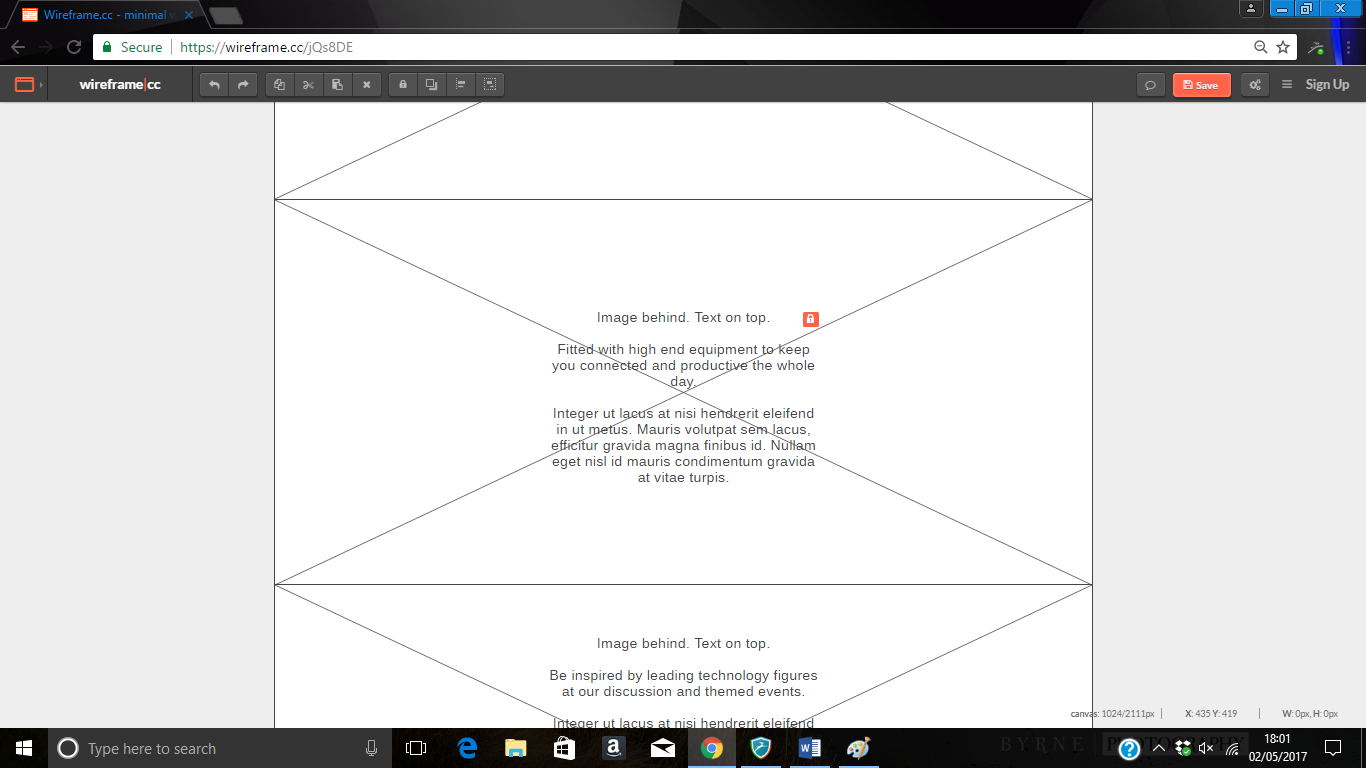 Wireframe.cc - minimal w
Secure
https://wireframe.cc/jQs8DE
wireframe|cc
Save
Sign Up
Image behind. Text on top.
Fitted with high end equipment to keep
you connected and productive the whole
day.
Integer ut lacus at nisi hendrerit eleifend
in ut metus. Mauris volutpat sem lacus,
efficitur gravida magna finibus id. Nullam
eget nisl id mauris condimentum gravida
at vitae turpis.
Image behind. Text on top.
Be inspired by leading technology figures
at our discussion and themed events.
Integer ut lacus at nisi hendrerit eleifend
canvas: 1024/2111px
X: 435 Y: 419
W: 0px, H: 0px
Type here to search
BYRNE PHOTOGRAPHY
18:01
02/05/2017